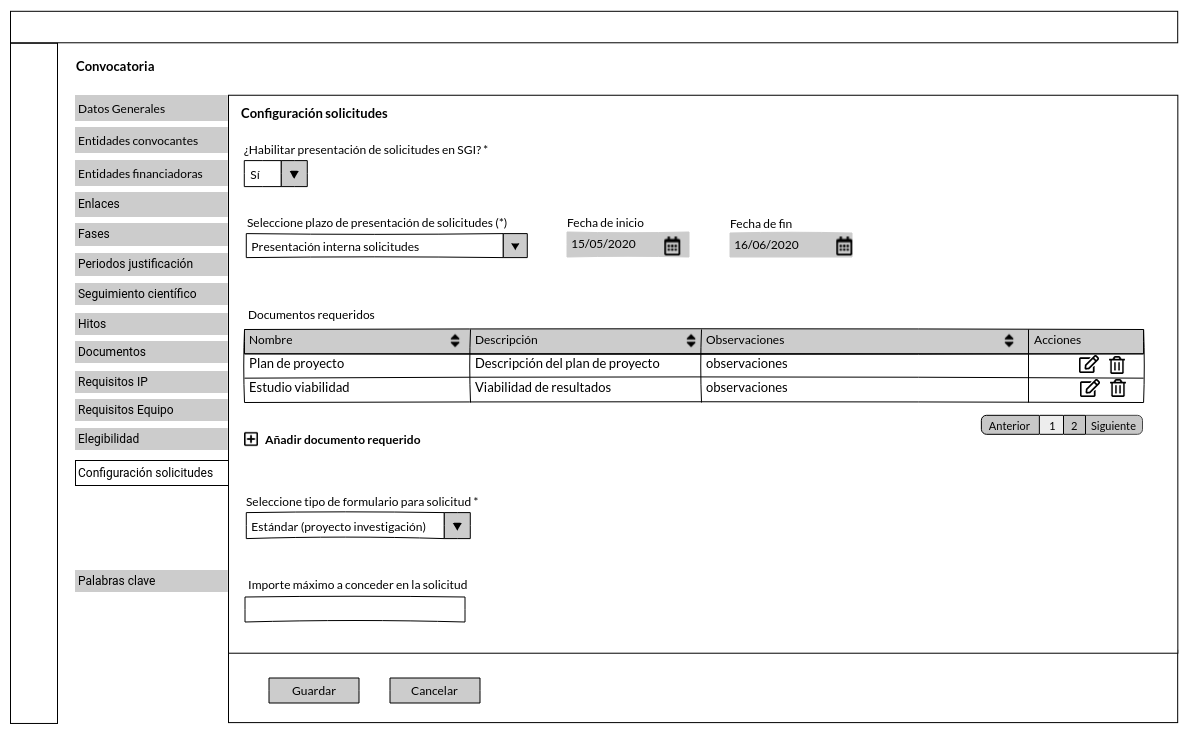 Convocatoria
Datos Generales
Entidades convocantes
Entidades financiadoras
Enlaces
Fases
Periodos justificación
Seguimiento científico
Hitos
Documentos
Requisitos IP
Requisitos Equipo
Elegibilidad
Configuración solicitudes
Palabras clave
Configuración solicitudes
¿Habilitar presentación de solicitudes en SGI? *
Sí
Seleccione plazo de presentación de solicitudes (*) Fecha de inicio Fecha de fin
Presentación interna solicitudes 15/05/2020 16/06/2020
Documentos requeridos
Nombre Descripción Observaciones Acciones
Plan de proyecto Descripción del plan de proyecto observaciones
Estudio viabilidad Viabilidad de resultados observaciones
Anterior 1 2 Siguiente
Añadir documento requerido
Seleccione tipo de formulario para solicitud *
Estándar (proyecto investigación)
Importe máximo a conceder en la solicitud
Guardar Cancelar